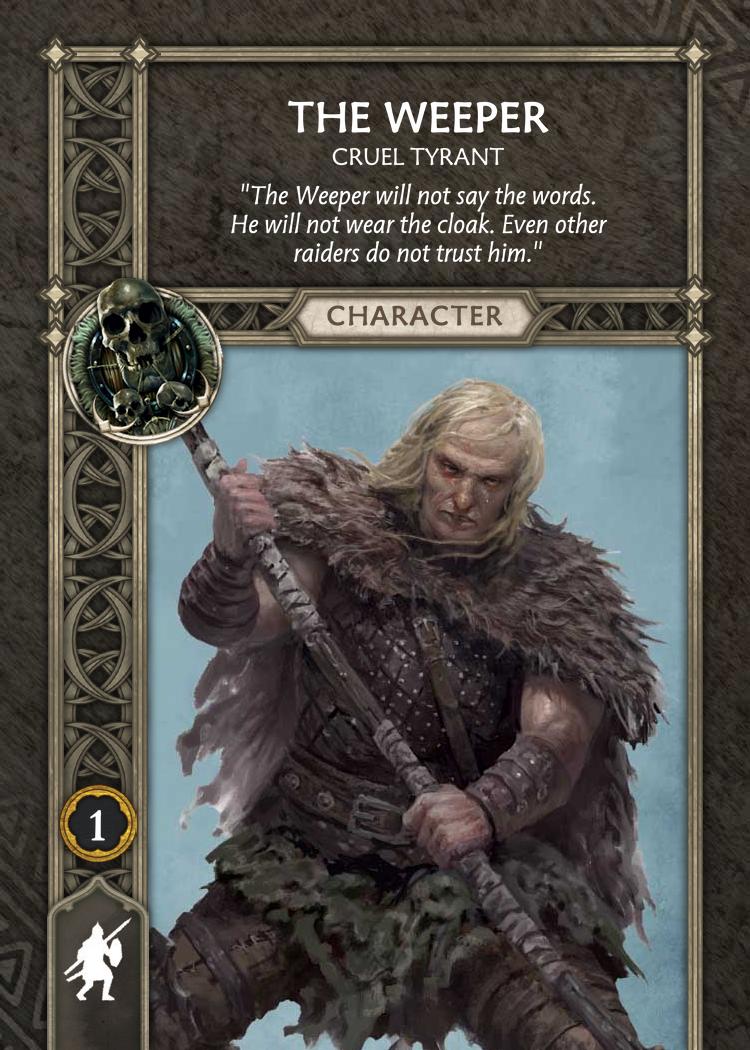 THE WEEPER
CRUEL TYRANT
"The Weeper will not say the words.
He will not wear the cloak. Even other
raiders do not trust him."
CHARACTER
1